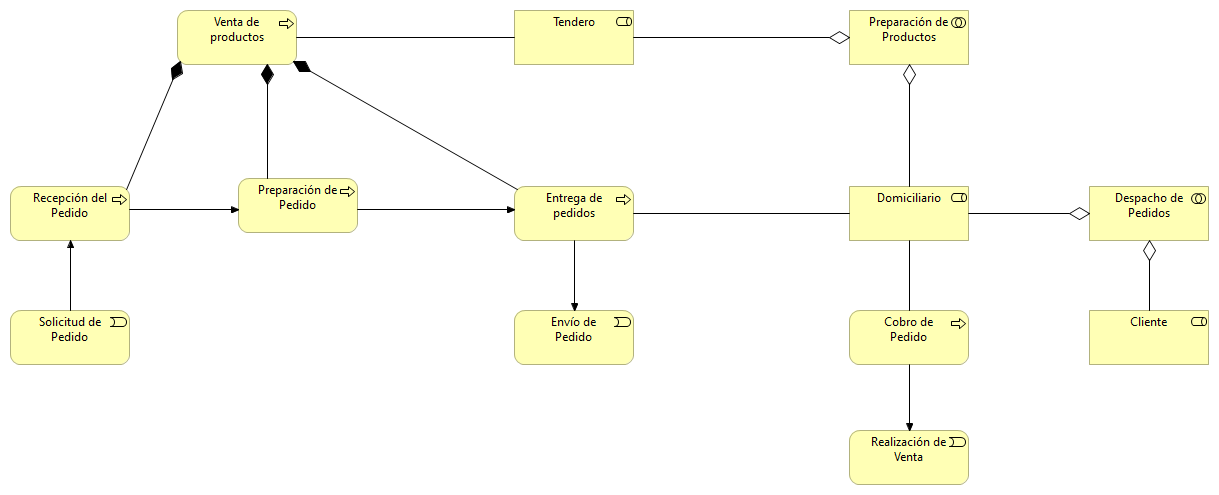 Venta de
productos
Tendero
Preparación de
Productos
Recepción del
Pedido
Preparación de
Pedido
Entrega de
pedidos
Domiciliario
Despacho de
Pedidos
Solicitud de
Pedido
Envío de
Pedido
Cobro de
Pedido
Cliente
Realización de
Venta